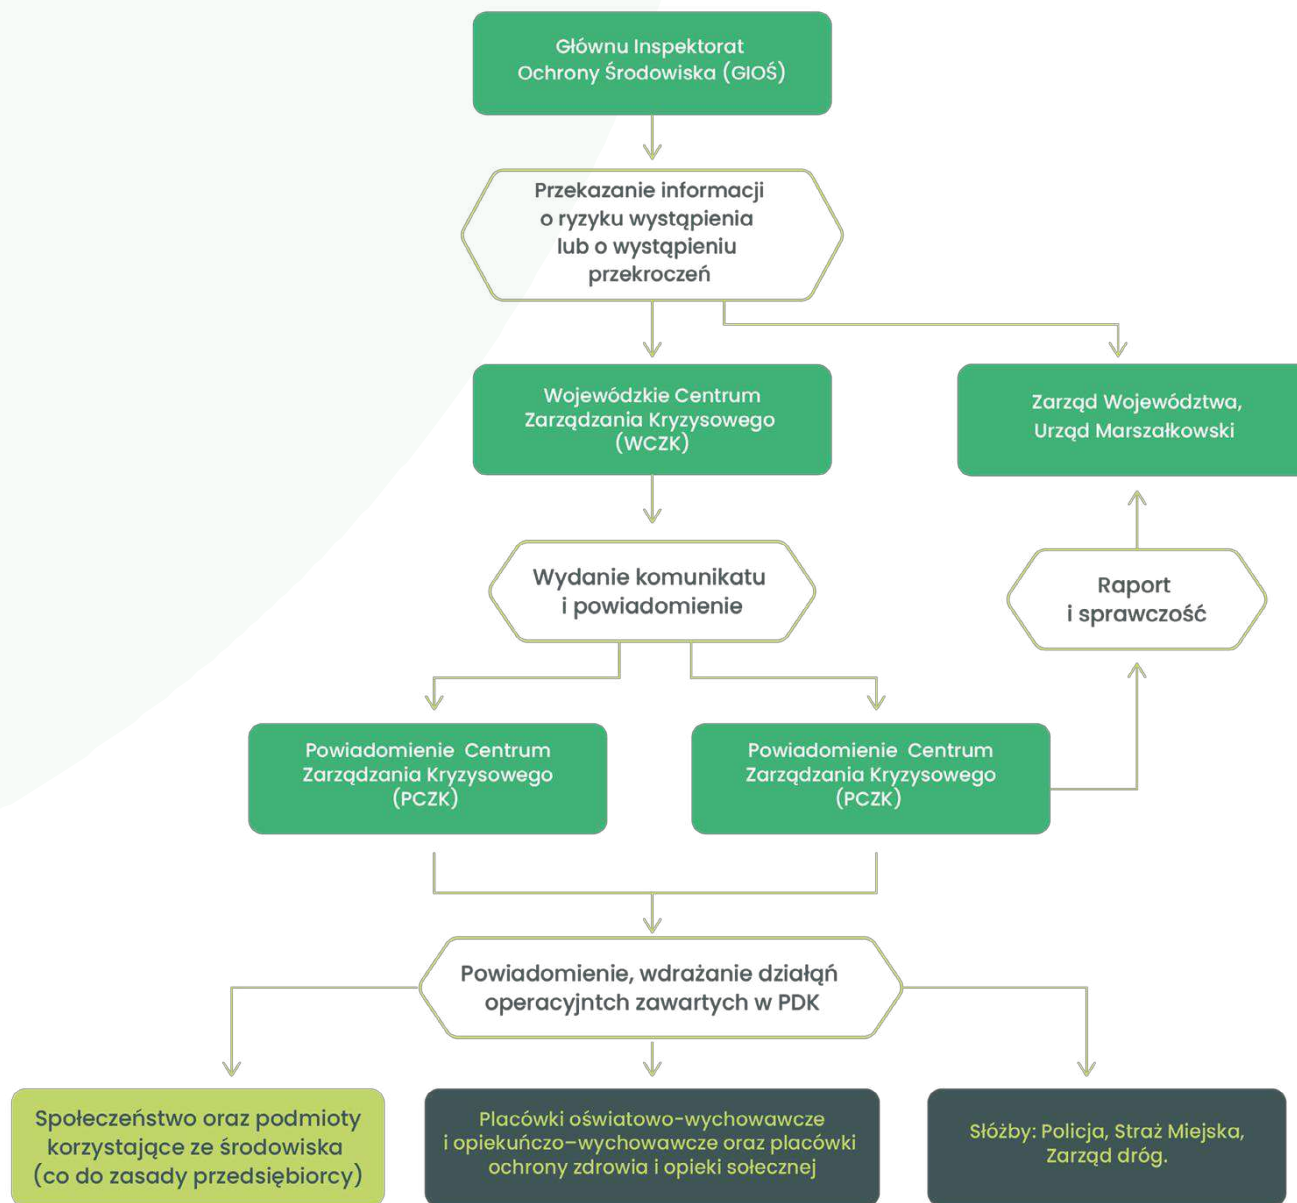 Głównu Inspektorat
Ochrony Środowiska (GIOŚ)
Przekazanie informacji
o ryzyku wystąpienia
lub o wystąpieniu
przekroczeń
Wojewódzkie Centrum
Zarządzania Kryzysowego
(WCZK)
Zarząd Województwa,
Urząd Marszałkowski
Wydanie komunikatu
i powiadomienie
Raport
i sprawczość
Powiadomienie Centrum
Zarządzania Kryzysowego
(PCZK)
Powiadomienie Centrum
Zarządzania Kryzysowego
(PCZK)
Powiadomienie, wdrażanie działąń
operacyjntch zawartych w PDK
Społeczeństwo oraz podmioty
korzystające ze środowiska
(co do zasady przedsiębiorcy)
Placówki oświatowo-wychowawcze
i opiekuńczo–wychowawcze oraz placówki
ochrony zdrowia i opieki sołecznej
Słóżby: Policja, Straż Miejska,
Zarząd dróg.